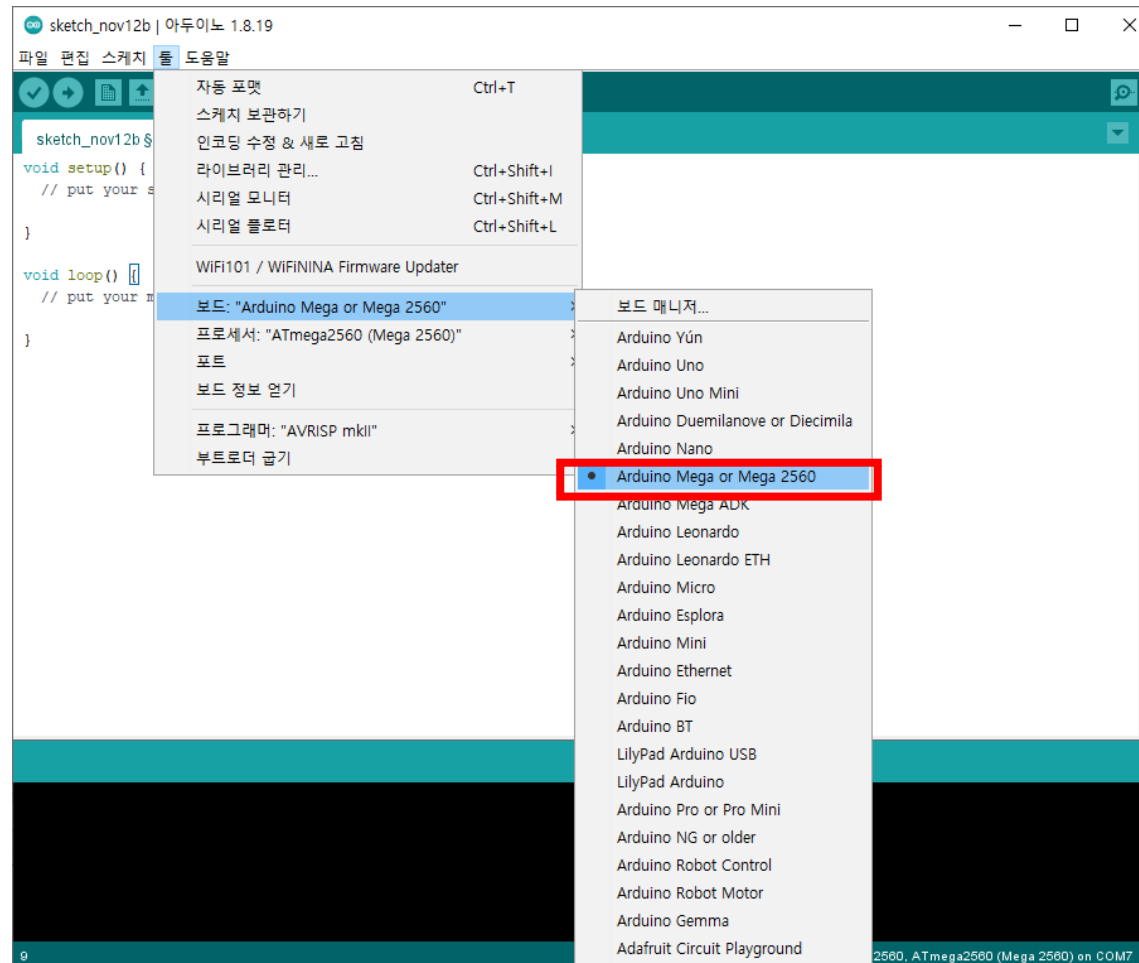 sketch_nov12b | 아두이노 1.8.19
파일 편집 스케치 툴 도움말
sketch_nov12b §
void setup() {
// put your s
}
void loop() {
// put your m
}
자동 포맷 Ctrl+T
스케치 보관하기
인코딩 수정 & 새로 고침
라이브러리 관리... Ctrl+Shift+I
시리얼 모니터 Ctrl+Shift+M
시리얼 플로터 Ctrl+Shift+L
WiFi101 / WiFiNINA Firmware Updater
보드: "Arduino Mega or Mega 2560"
프로세서: "ATmega2560 (Mega 2560)"
포트
보드 정보 얻기
프로그래머: "AVRISP mkII"
부트로더 굽기
보드 매니저...
Arduino Yún
Arduino Uno
Arduino Uno Mini
Arduino Duemilanove or Diecimila
Arduino Nano
Arduino Mega or Mega 2560
Arduino Mega ADK
Arduino Leonardo
Arduino Leonardo ETH
Arduino Micro
Arduino Esplora
Arduino Mini
Arduino Ethernet
Arduino Fio
Arduino BT
LilyPad Arduino USB
LilyPad Arduino
Arduino Pro or Pro Mini
Arduino NG or older
Arduino Robot Control
Arduino Robot Motor
Arduino Gemma
Adafruit Circuit Playground
9
2560, ATmega2560 (Mega 2560) on COM7